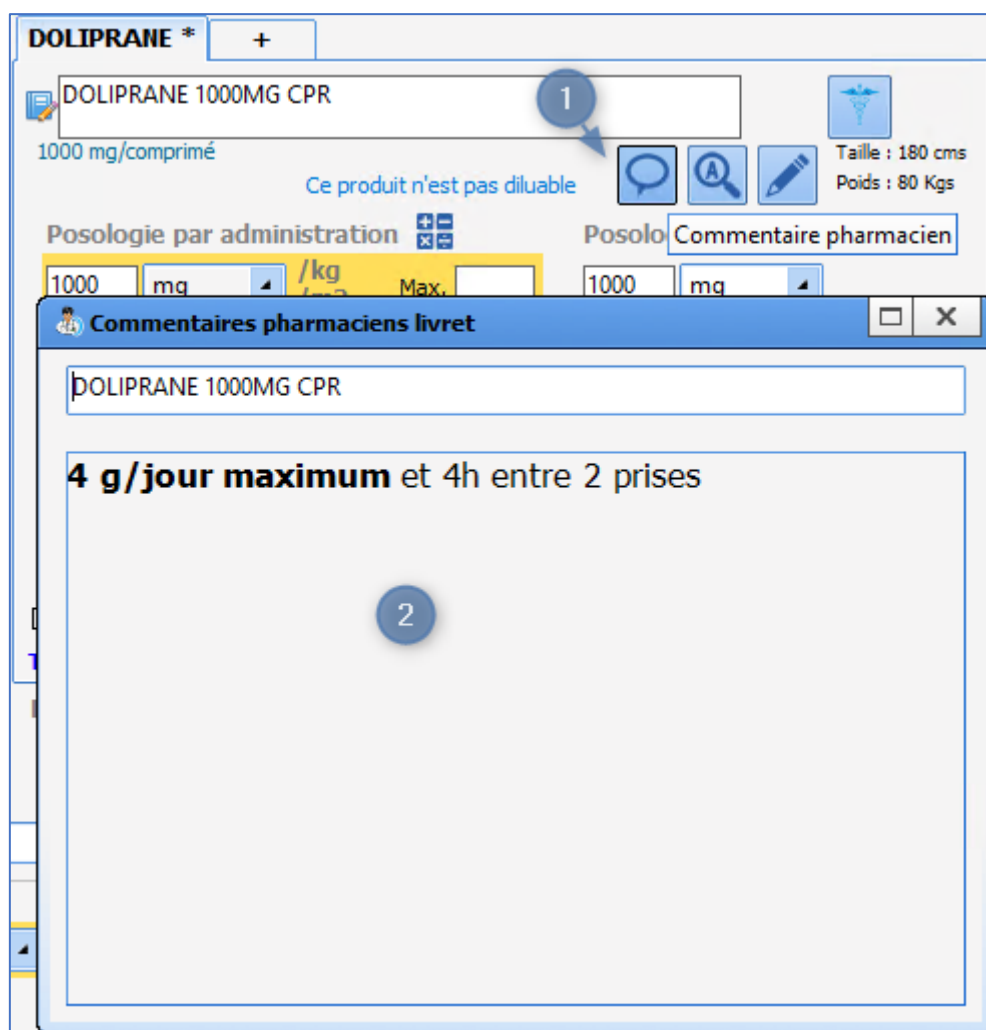 DOLIPRANE * +
DOLIPRANE 1000MG CPR
1
1000 mg/comprimé
Ce produit n'est pas diluable
A
Taille : 180 cms
Poids : 80 Kgs
Posologie par administration
Posolo
Commentaire pharmacien
1000 mg /kg Max. 1000 mg
Commentaires pharmaciens livret
DOLIPRANE 1000MG CPR
4 g/jour maximum et 4h entre 2 prises
2